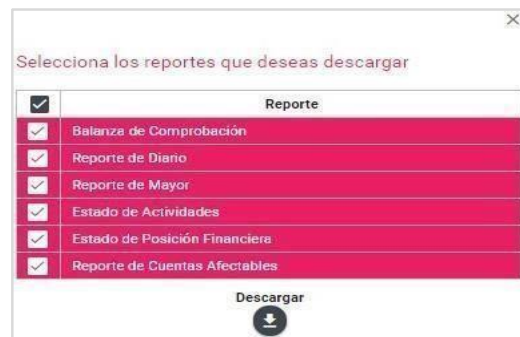 Selecciona los reportes que deseas descargar
Reporte
Balanza de Comprobación
Reporte de Diario
Reporte de Mayor
Estado de Actividades
Estado de Posición Financiera
Reporte de Cuentas Afectables
Descargar